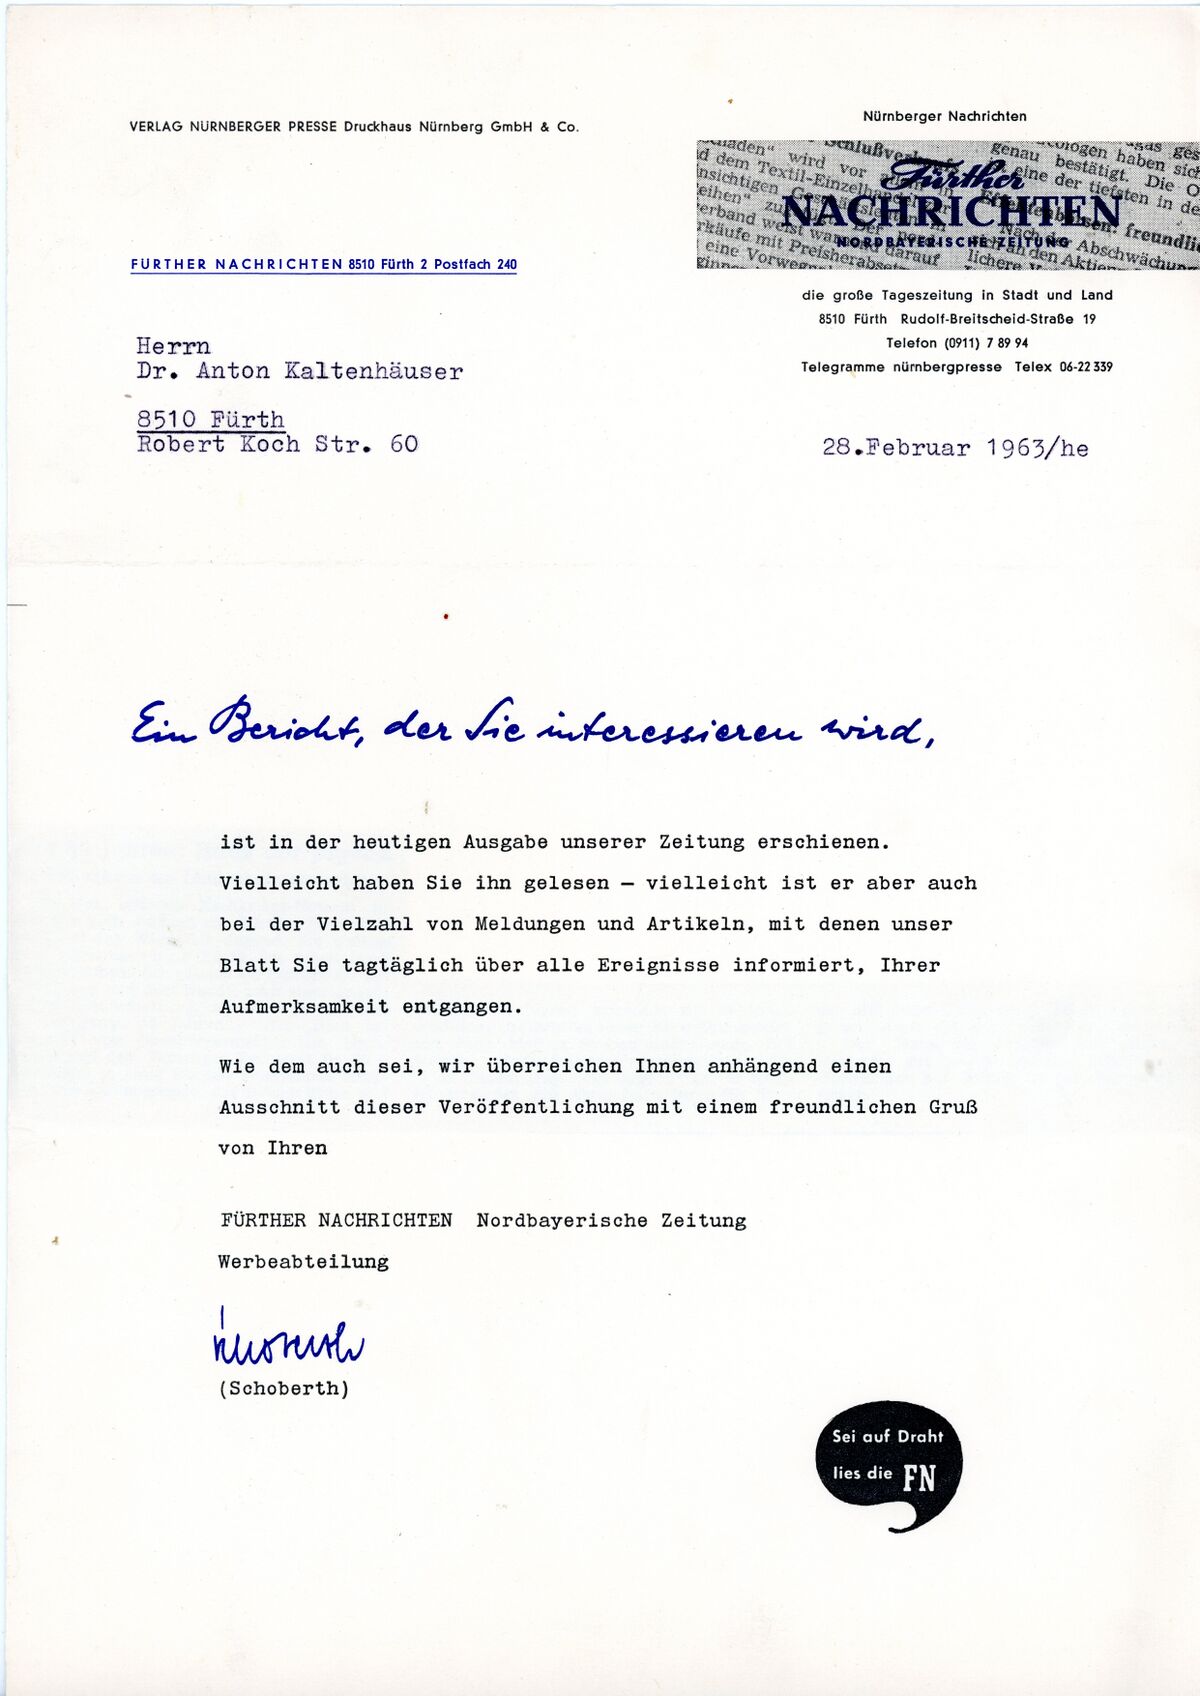 VERLAG NÜRNBERGER PRESSE Druckhaus Nürnberg GmbH & Co.
Nürnberger Nachrichten
Fürther
NACHRICHTEN
NORDBAYERISCHE ZEITUNG
FÜRTHER NACHRICHTEN 8510 Fürth 2 Postfach 240
die große Tageszeitung in Stadt und Land
8510 Fürth Rudolf-Breitscheid-Straße 19
Telefon (0911) 7 89 94
Telegramme nürnbergpresse Telex 06-22 339
Herrn
Dr. Anton Kaltenhäuser
8510 Fürth
Robert Koch Str. 60
28.Februar 1963/he
Ein Bericht, der Sie interessieren wird,
ist in der heutigen Ausgabe unserer Zeitung erschienen.
Vielleicht haben Sie ihn gelesen – vielleicht ist er aber auch
bei der Vielzahl von Meldungen und Artikeln, mit denen unser
Blatt Sie tagtäglich über alle Ereignisse informiert, Ihrer
Aufmerksamkeit entgangen.
Wie dem auch sei, wir überreichen Ihnen anhängend einen
Ausschnitt dieser Veröffentlichung mit einem freundlichen Gruß
von Ihren
FÜRTHER NACHRICHTEN Nordbayerische Zeitung
Werbeabteilung
(Schoberth)
Sei auf Draht
lies die FN